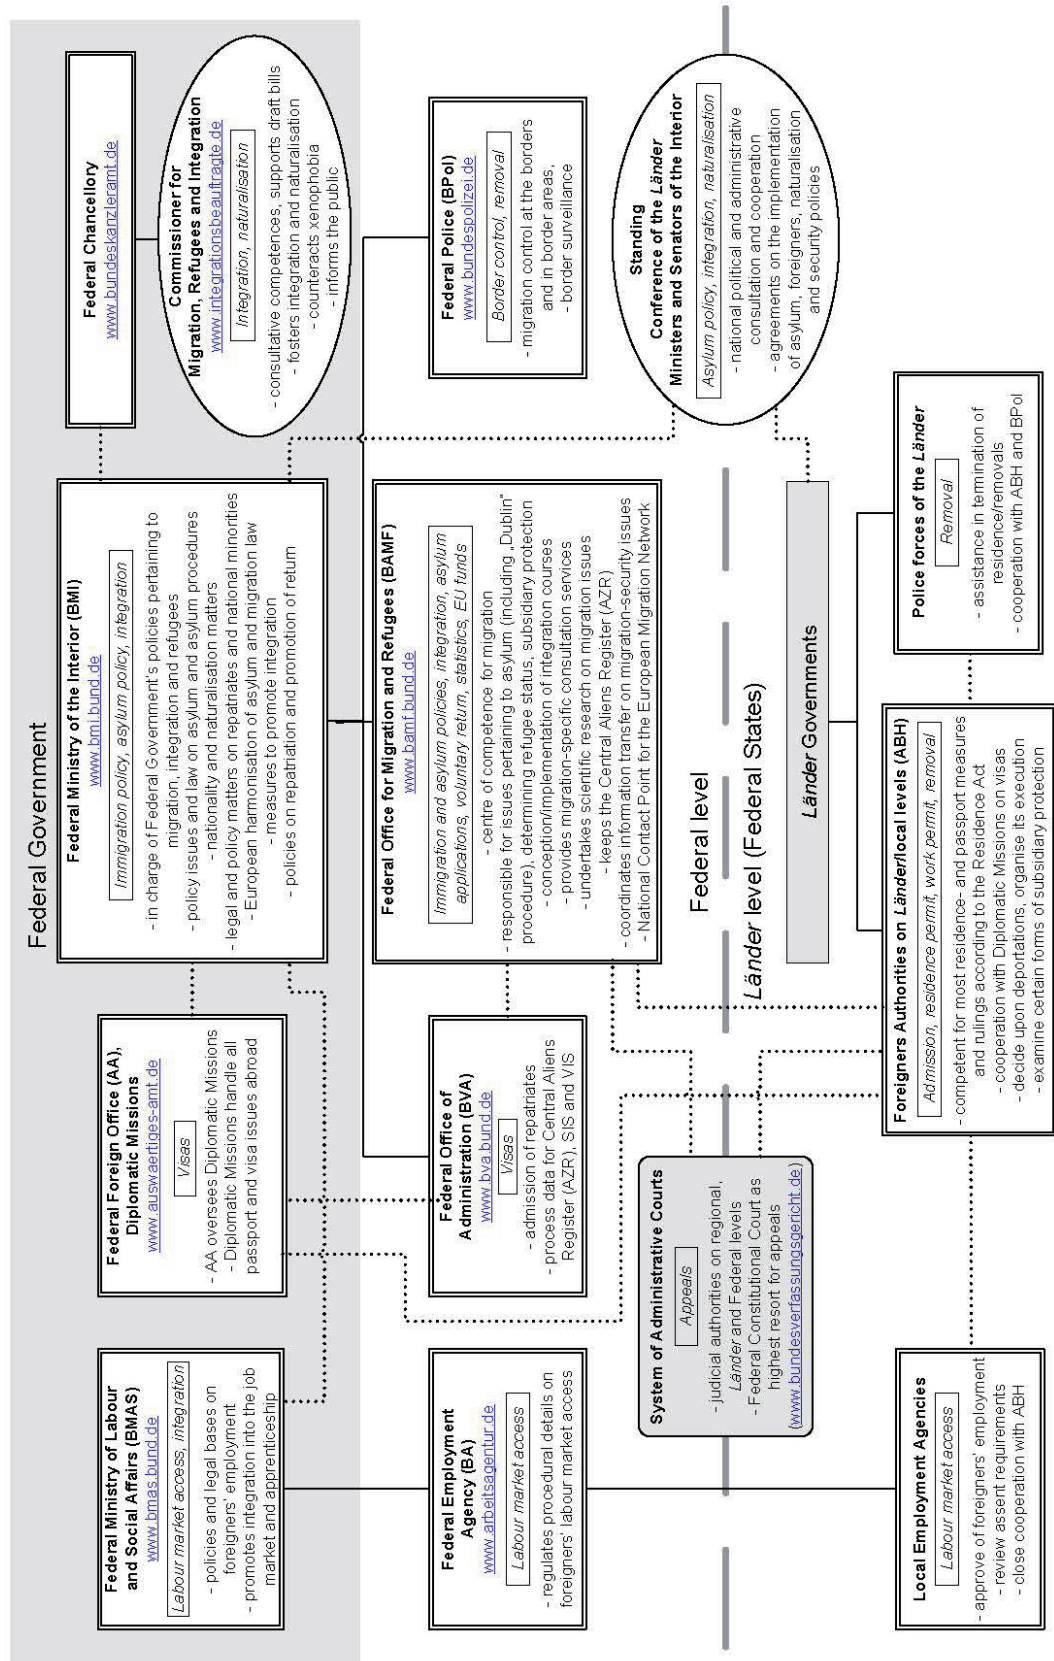 Federal Government
Federal Ministry of Labour
and Social Affairs (BMAS)
www.bmas.bund.de
Labour market access, integration
- policies and legal bases on
foreigners' employment
- promotes integration into the job
market and apprenticeship
Federal Foreign Office (AA),
Diplomatic Missions
www.auswaertiges-amt.de
Visas
- AA oversees Diplomatic Missions
- Diplomatic Missions handle all
passport and visa issues abroad
Federal Ministry of the Interior (BMI)
www.bmi.bund.de
Immigration policy, asylum policy, integration
- in charge of Federal Government's policies pertaining to
migration, integration and refugees
- policy issues and law on asylum and asylum procedures
- nationality and naturalisation matters
- legal and policy matters on repatriates and national minorities
- European harmonisation of asylum and migration law
- measures to promote integration
- policies on repatriation and promotion of return
Federal Chancellory
www.bundeskanzleramt.de
Commissioner for
Migration, Refugees and Integration
www.integrationsbeauftragte.de
Integration, naturalisation
- consultative competences, supports draft bills
- fosters integration and naturalisation
- counteracts xenophobia
- informs the public
Federal Employment
Agency (BA)
www.arbeitsagentur.de
Labour market access
- regulates procedural details on
foreigners' labour market access
Federal Office of
Administration (BVA)
www.bva.bund.de
Visas
- admission of repatriates
- process data for Central Aliens
Register (AZR), SIS and VIS
Federal Office for Migration and Refugees (BAMF)
www.bamf.bund.de
Immigration and asylum policies, integration, asylum
applications, voluntary return, statistics, EU funds
- centre of competence for migration
- responsible for issues pertaining to asylum (including „Dublin"
procedure), determining refugee status, subsidiary protection
- conception/implementation of integration courses
- provides migration-specific consultation services
- undertakes scientific research on migration issues
- keeps the Central Aliens Register (AZR)
- coordinates information transfer on migration-security issues
- National Contact Point for the European Migration Network
Federal Police (BPol)
www.bundespolizei.de
Border control, removal
- migration control at the borders
and in border areas,
- border surveillance
System of Administrative Courts
Appeals
- judicial authorities on regional,
Länder and Federal levels
- Federal Constitutional Court as
highest resort for appeals
(www.bundesverfassungsgericht.de)
Federal level
Länder level (Federal States)
Standing
Conference of the Länder
Ministers and Senators of the Interior
Asylum policy, integration, naturalisation
- national political and administrative
consultation and cooperation
- agreements on the implementation
of asylum, foreigners, naturalisation
and security policies
Länder Governments
Local Employment Agencies
Labour market access
- approve of foreigners' employment
- review assent requirements
- close cooperation with ABH
Foreigners Authorities on Länder/local levels (ABH)
Admission, residence permit, work permit, removal
- competent for most residence- and passport measures
and rulings according to the Residence Act
- cooperation with Diplomatic Missions on visas
- decide upon deportations, organise its execution
- examine certain forms of subsidiary protection
Police forces of the Länder
Removal
- assistance in termination of
residence/removals
- cooperation with ABH and BPol